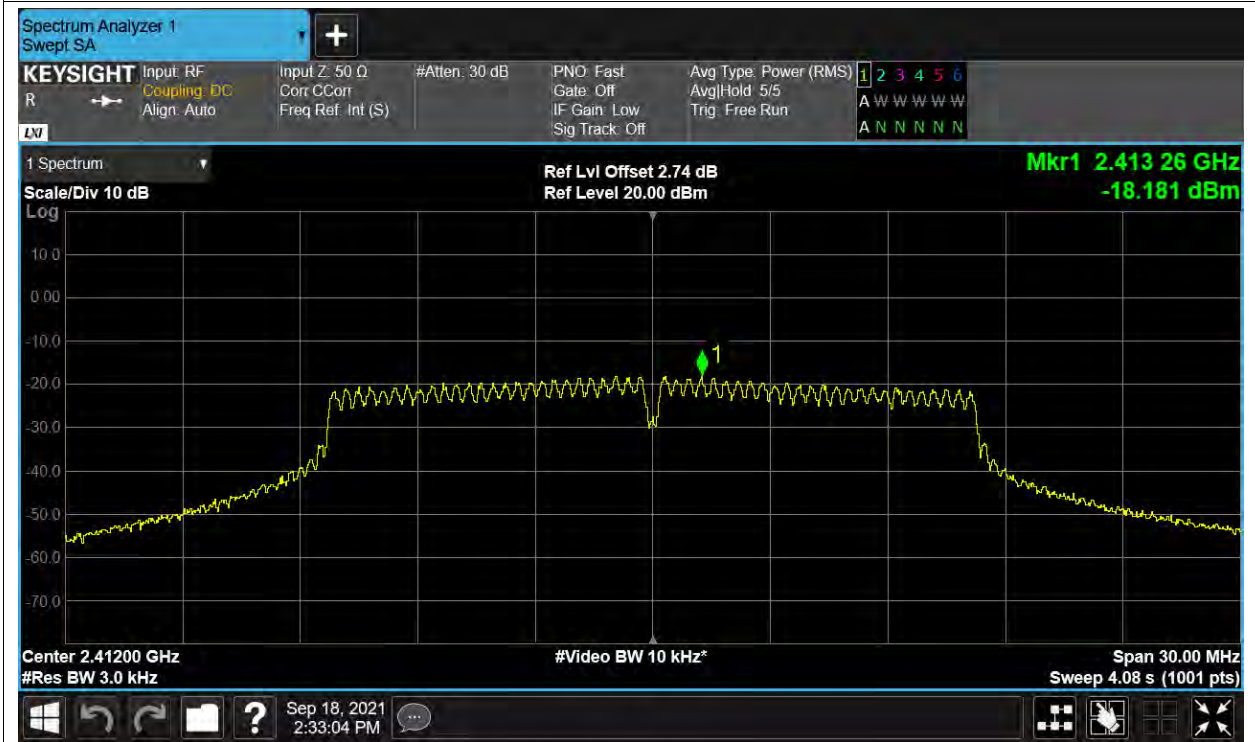 Spectrum Analyzer 1
Swept SA
+
KEYSIGHT Input: RF Input Z: 50 Ω #Atten: 30 dB PNO: Fast Avg Type: Power (RMS) 1 2 3 4 5 6
R Coupling: DC Corr CCorr Gate: Off Avg|Hold: 5/5 A W W W W W
Align: Auto Freq Ref: Int (S) IF Gain: Low Trig: Free Run
LXI Sig Track: Off A N N N N N
1 Spectrum Ref Lvl Offset 2.74 dB Mkr1 2.413 26 GHz
Scale/Div 10 dB Ref Level 20.00 dBm -18.181 dBm
Log
10.0
0.00
-10.0
1
-20.0
-30.0
-40.0
-50.0
-60.0
-70.0
Center 2.41200 GHz #Video BW 10 kHz* Span 30.00 MHz
#Res BW 3.0 kHz Sweep 4.08 s (1001 pts)
? Sep 18, 2021
2:33:04 PM